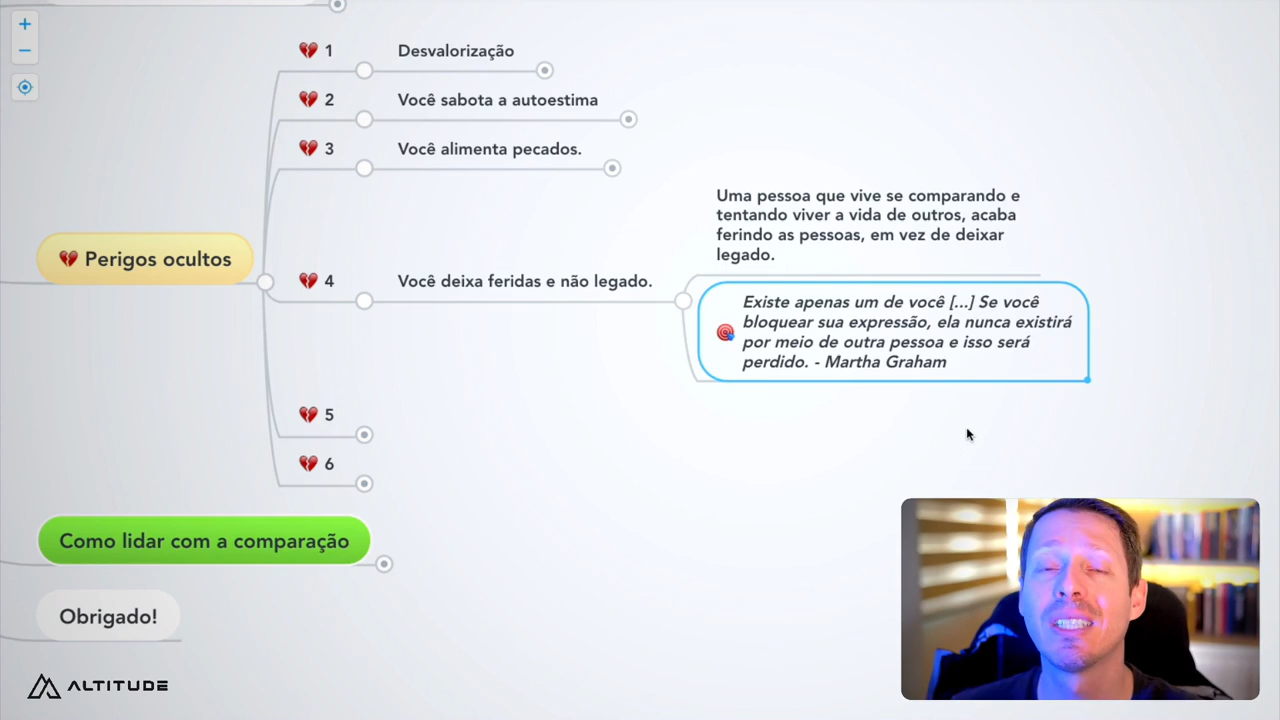 1 Desvalorização
2 Você sabota a autoestima
3 Você alimenta pecados.
Uma pessoa que vive se comparando e
tentando viver a vida de outros, acaba
ferindo as pessoas, em vez de deixar
legado.
Perigos ocultos
4 Você deixa feridas e não legado.
Existe apenas um de você [...] Se você
bloquear sua expressão, ela nunca existirá
por meio de outra pessoa e isso será
perdido. - Martha Graham
5
6
Como lidar com a comparação
Obrigado!
ALTITUDE